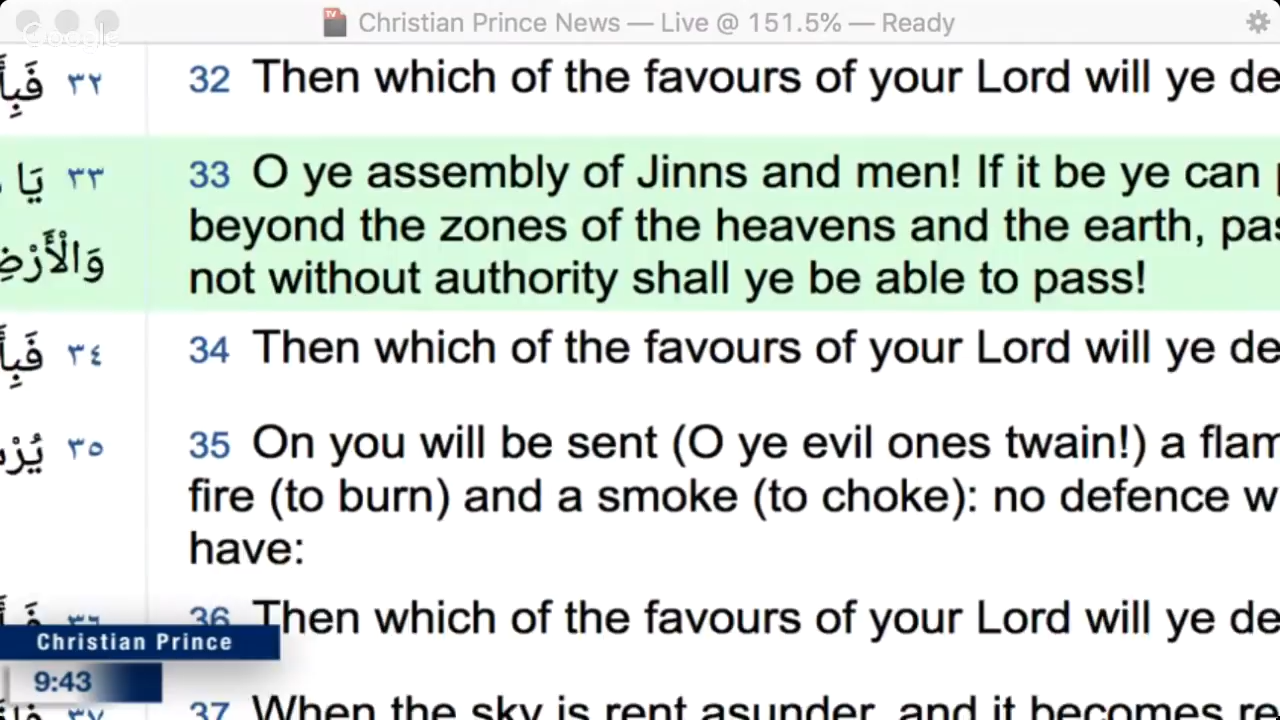 Google
Christian Prince News — Live @ 151.5% — Ready
32 Then which of the favours of your Lord will ye de
٣٢ فَبِأَ
33 O ye assembly of Jinns and men! If it be ye can
beyond the zones of the heavens and the earth, pas
not without authority shall ye be able to pass!
٣٣ يَا
وَالْأَرْضِ
34 Then which of the favours of your Lord will ye de
٣٤ فَبِأَ
35 On you will be sent (O ye evil ones twain!) a flam
fire (to burn) and a smoke (to choke): no defence w
have:
٣٥ يُرْسَ
36 Then which of the favours of your Lord will ye de
٣٦
37 When the sky is rent asunder, and it becomes re
٣٧
Christian Prince
9:43